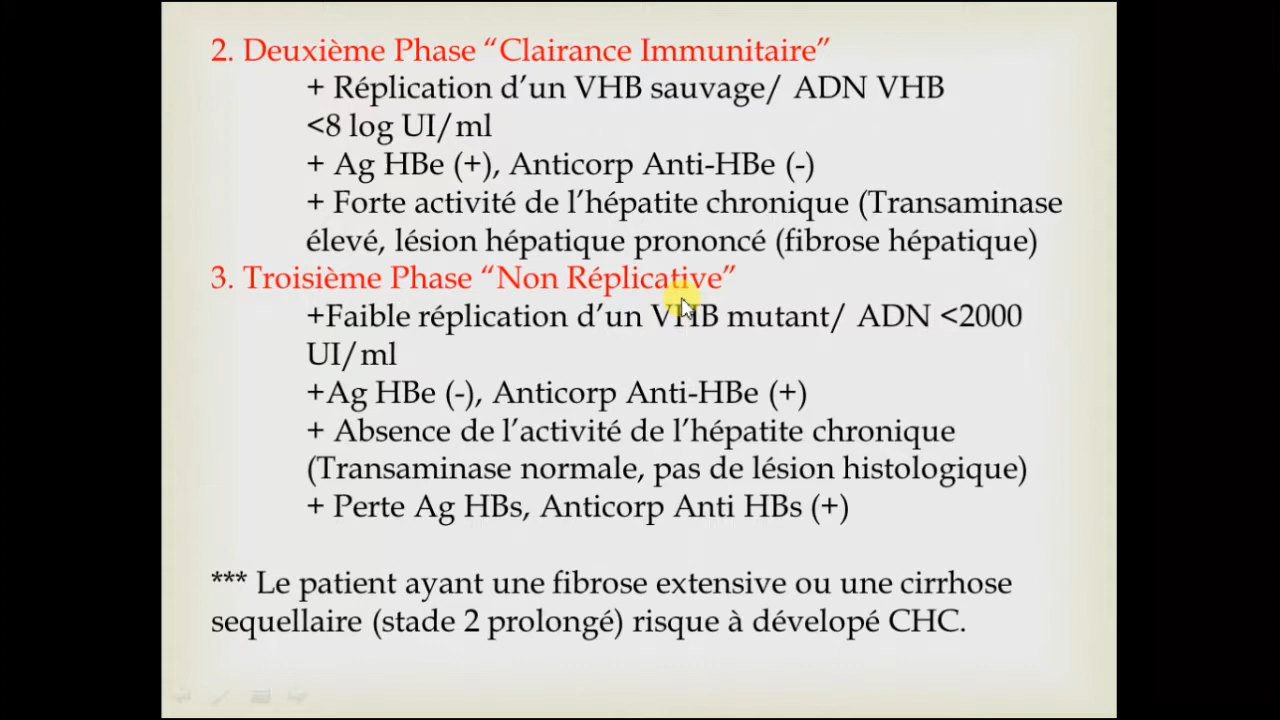 2. Deuxième Phase “Clairance Immunitaire”
+ Réplication d’un VHB sauvage/ ADN VHB
<8 log UI/ml
+ Ag HBe (+), Anticorp Anti-HBe (-)
+ Forte activité de l’hépatite chronique (Transaminase
élevé, lésion hépatique prononcé (fibrose hépatique)
3. Troisième Phase “Non Réplicative”
+Faible réplication d’un VHB mutant/ ADN <2000
UI/ml
+Ag HBe (-), Anticorp Anti-HBe (+)
+ Absence de l’activité de l’hépatite chronique
(Transaminase normale, pas de lésion histologique)
+ Perte Ag HBs, Anticorp Anti HBs (+)
*** Le patient ayant une fibrose extensive ou une cirrhose
sequellaire (stade 2 prolongé) risque à dévelopé CHC.